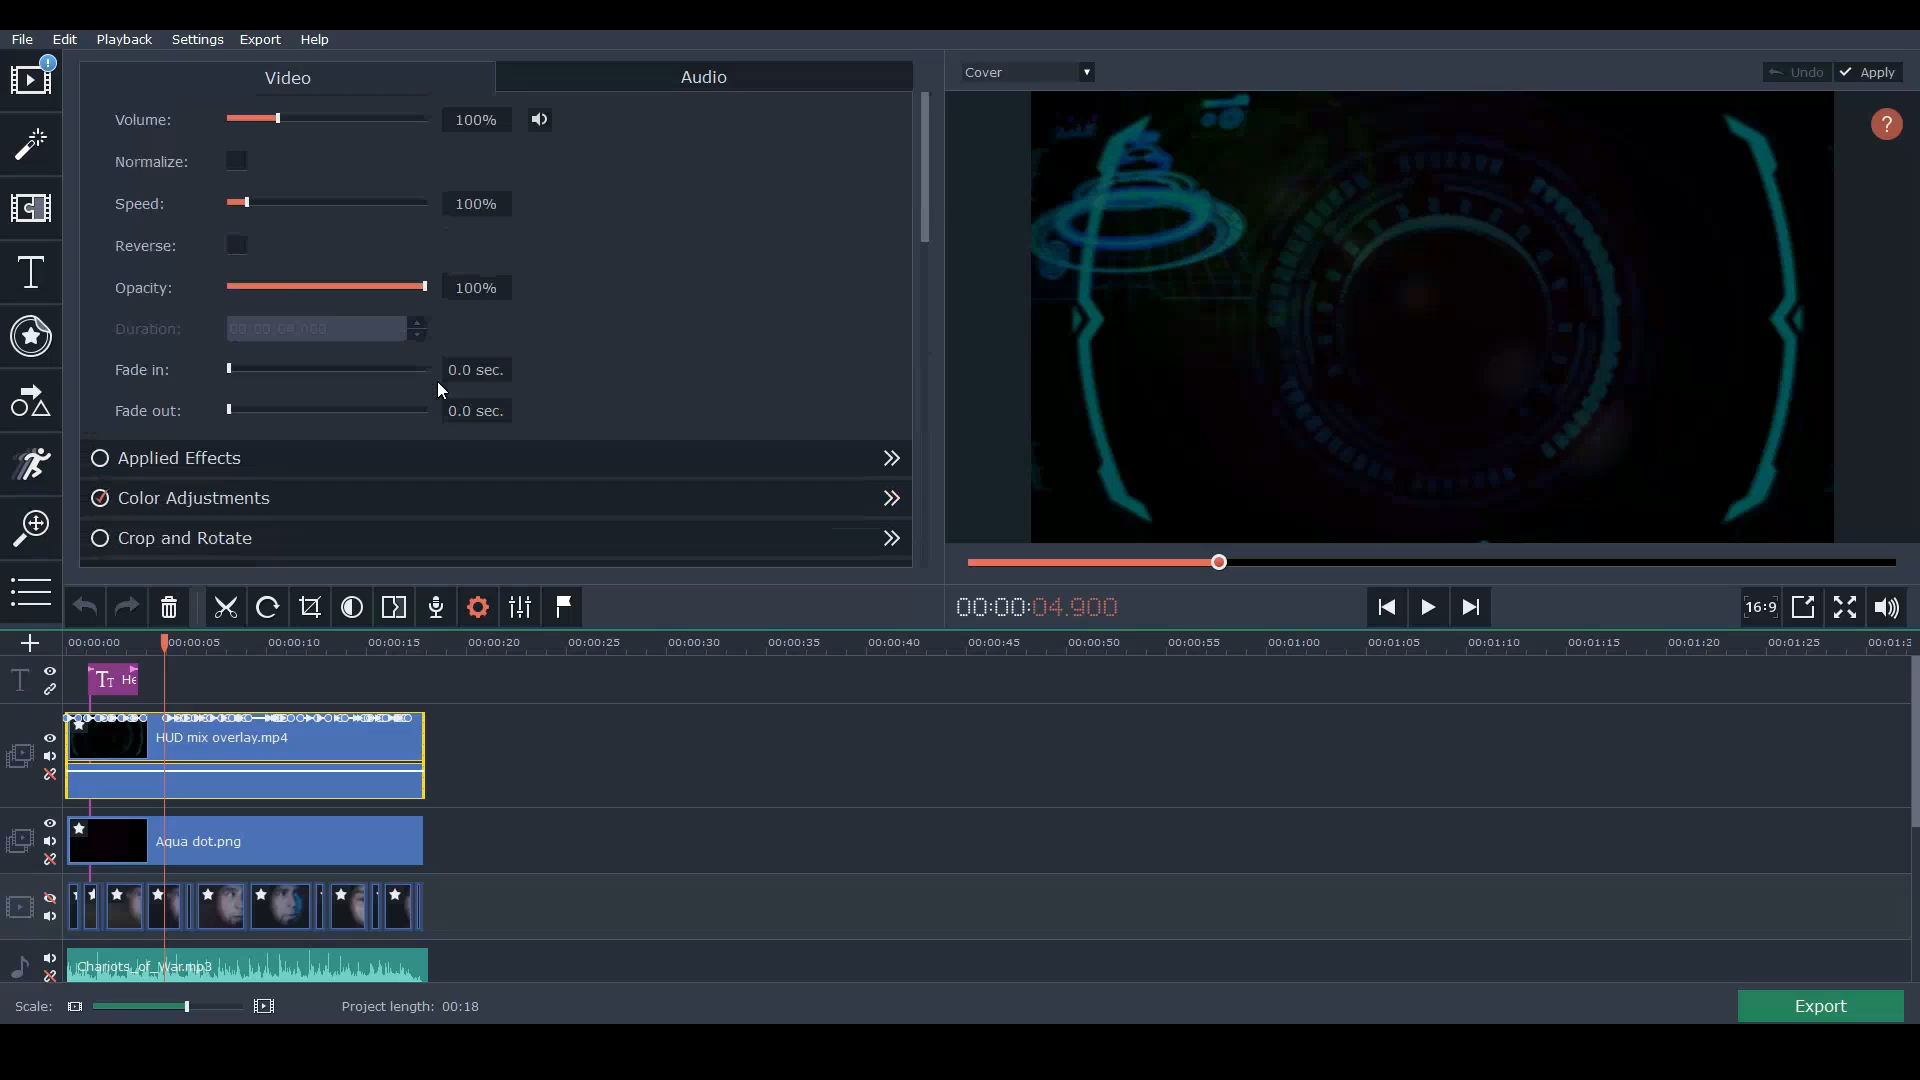 File Edit Playback Settings Export Help
Video Audio
Cover Undo Apply
Volume: 100%
Normalize:
Speed: 100%
Reverse:
Opacity: 100%
Duration:
Fade in: 0.0 sec.
Fade out: 0.0 sec.
Applied Effects
Color Adjustments
Crop and Rotate
00:00:04.900
16:9
00:00:00 00:00:05 00:00:10 00:00:15 00:00:20 00:00:25 00:00:30 00:00:35 00:00:40 00:00:45 00:00:50 00:00:55 00:01:00 00:01:05 00:01:10 00:01:15 00:01:20 00:01:25 00:01:3
He
HUD mix overlay.mp4
Aqua dot.png
Chariots_of_War.mp3
Scale: Project length: 00:18 Export